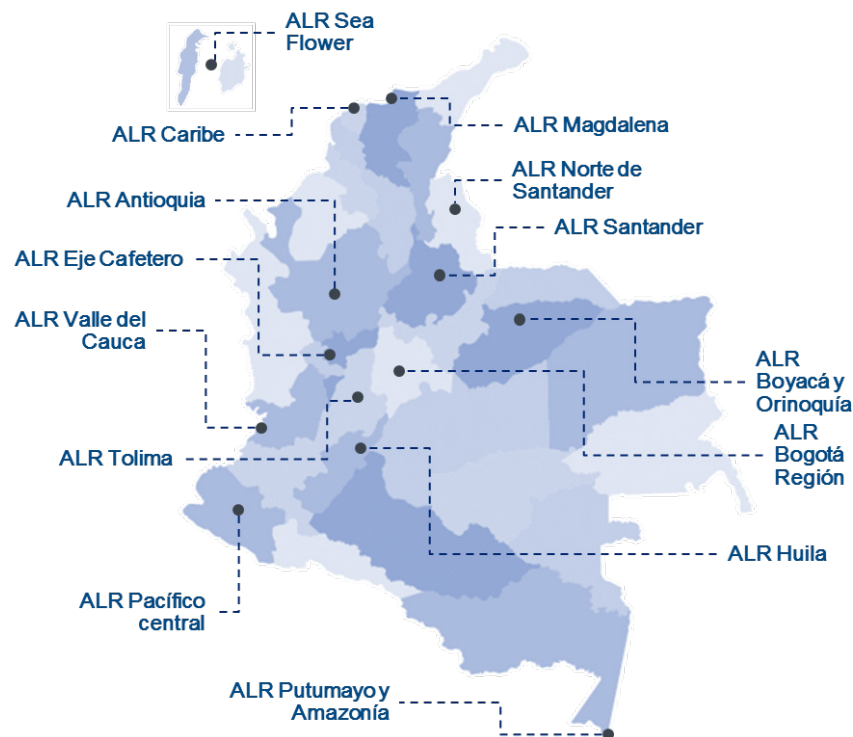 ALR Sea
Flower
ALR Caribe
ALR Magdalena
ALR Norte de
Santander
ALR Antioquia
ALR Santander
ALR Eje Cafetero
ALR Valle del
Cauca
ALR
Boyacá y
Orinoquía
ALR
Bogotá
Región
ALR Tolima
ALR Huila
ALR Pacífico
central
ALR Putumayo y
Amazonía